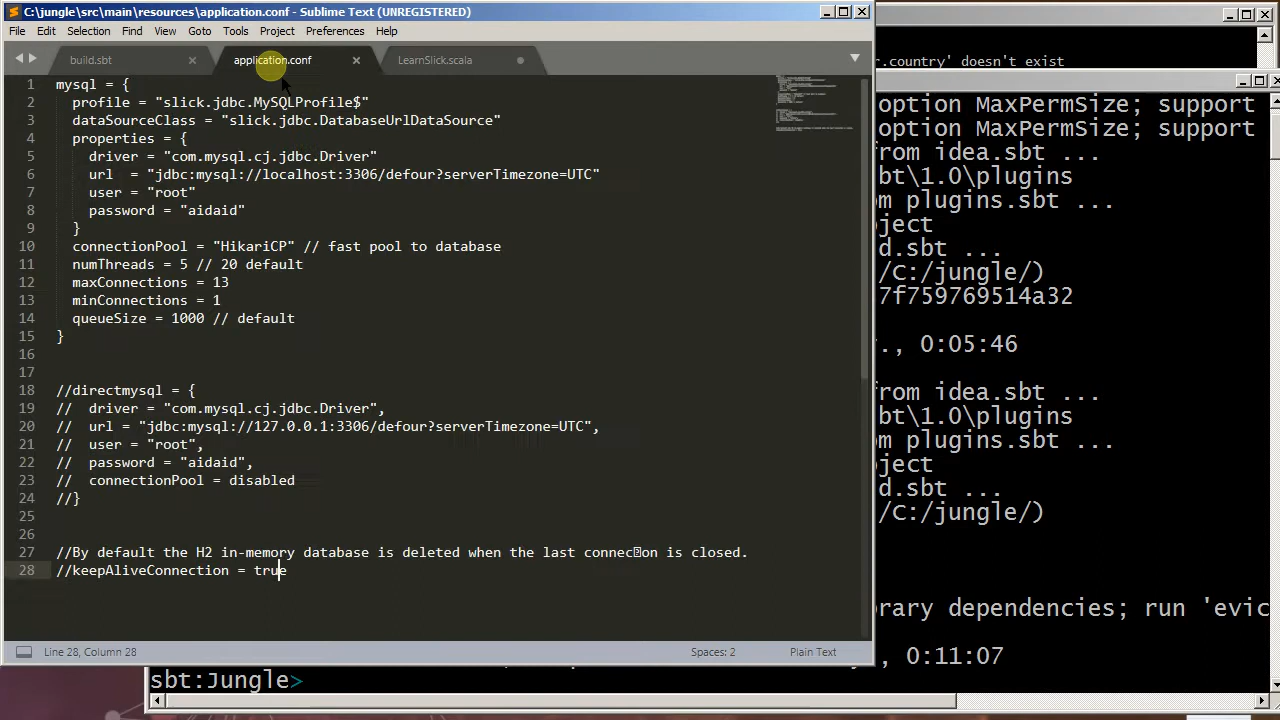 C:\jungle\src\main\resources\application.conf - Sublime Text (UNREGISTERED)
File Edit Selection Find View Goto Tools Project Preferences Help
build.sbt application.conf LearnSlick.scala
1 mysql = {
2 profile = "slick.jdbc.MySQLProfile$"
3 dataSourceClass = "slick.jdbc.DatabaseUrlDataSource"
4 properties = {
5 driver = "com.mysql.cj.jdbc.Driver"
6 url = "jdbc:mysql://localhost:3306/defour?serverTimezone=UTC"
7 user = "root"
8 password = "aidaid"
9 }
10 connectionPool = "HikariCP" // fast pool to database
11 numThreads = 5 // 20 default
12 maxConnections = 13
13 minConnections = 1
14 queueSize = 1000 // default
15 }
16
17
18 //directmysql = {
19 // driver = "com.mysql.cj.jdbc.Driver",
20 // url = "jdbc:mysql://127.0.0.1:3306/defour?serverTimezone=UTC",
21 // user = "root",
22 // password = "aidaid",
23 // connectionPool = disabled
24 //}
25
26
27 //By default the H2 in-memory database is deleted when the last connec�on is closed.
28 //keepAliveConnection = true
Line 28, Column 28 Spaces: 2 Plain Text
r.country' doesn't exist
option MaxPermSize; support
option MaxPermSize; support
from idea.sbt ...
bt\1.0\plugins
om plugins.sbt ...
oject
d.sbt ...
/C:/jungle/)
7f759769514a32
., 0:05:46
from idea.sbt ...
bt\1.0\plugins
om plugins.sbt ...
oject
d.sbt ...
/C:/jungle/)
rary dependencies; run 'evic
, 0:11:07
sbt:Jungle>